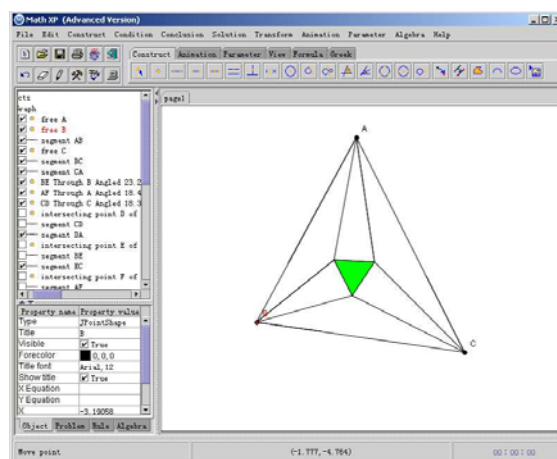 Math XP (Advanced Version)
File Edit Construct Condition Conclusion Solution Transform Animation Parameter Algebra Help
Construct Animation Parameter View Formula Greek
page1
free A
free B
segment AB
free C
segment BC
segment CA
BE Through B Angled 23.2
AF Through A Angled 18.4
CD Through C Angled 18.3
intersecting point D of
segment CD
segment DA
intersecting point E of
segment BE
segment EC
intersecting point F of
segment AF
A
C
Property name Property value
Type JPointShape
Title B
Visible True
Forecolor 0,0,0
Title font Arial,12
Show title True
X Equation
Y Equation
X -3.19058
Object Problem Rule Algebra
Move point (-1.777,-4.764) 00:00:00